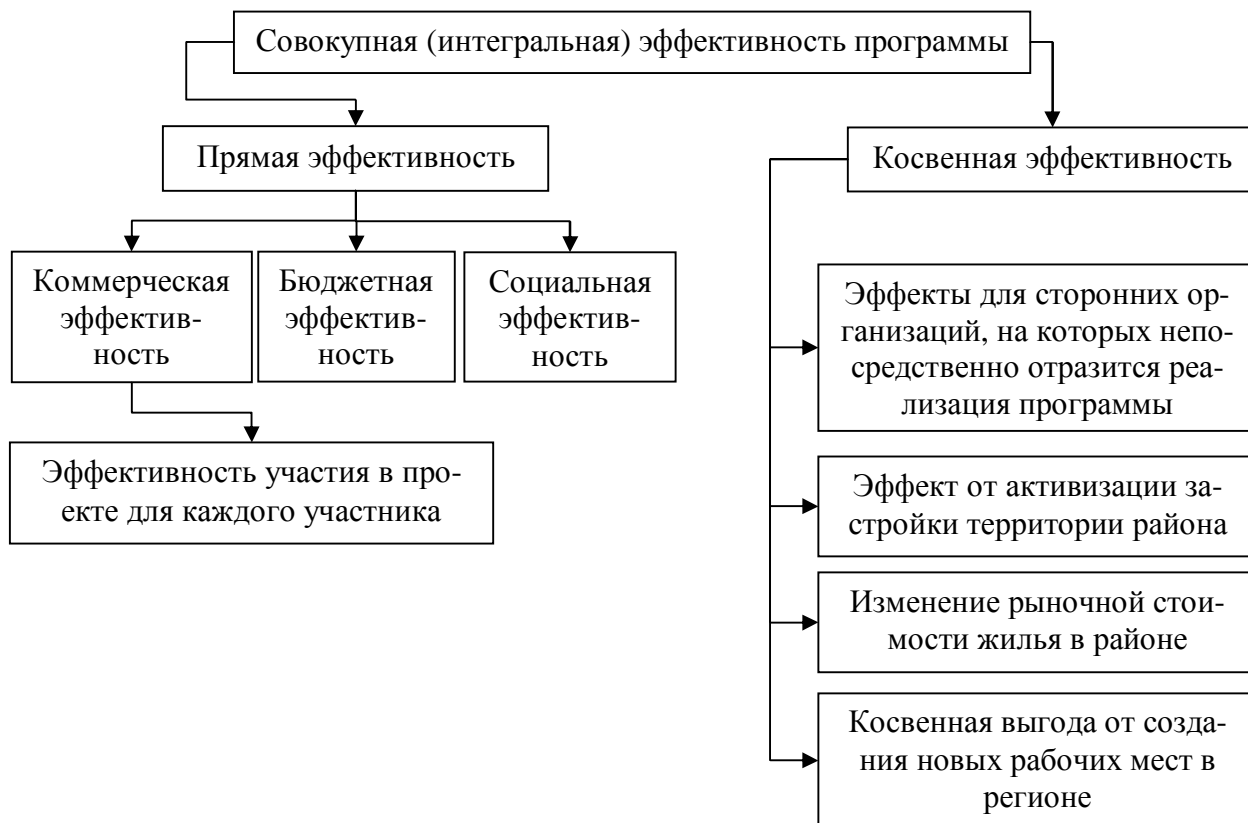 Совокупная (интегральная) эффективность программы
Прямая эффективность
Косвенная эффективность
Коммерческая
эффектив-
ность
Бюджетная
эффектив-
ность
Социальная
эффектив-
ность
Эффективность участия в про-
екте для каждого участника
Эффекты для сторонних ор-
ганизаций, на которых непо-
средственно отразится реа-
лизация программы
Эффект от активизации за-
стройки территории района
Изменение рыночной стои-
мости жилья в районе
Косвенная выгода от созда-
ния новых рабочих мест в
регионе